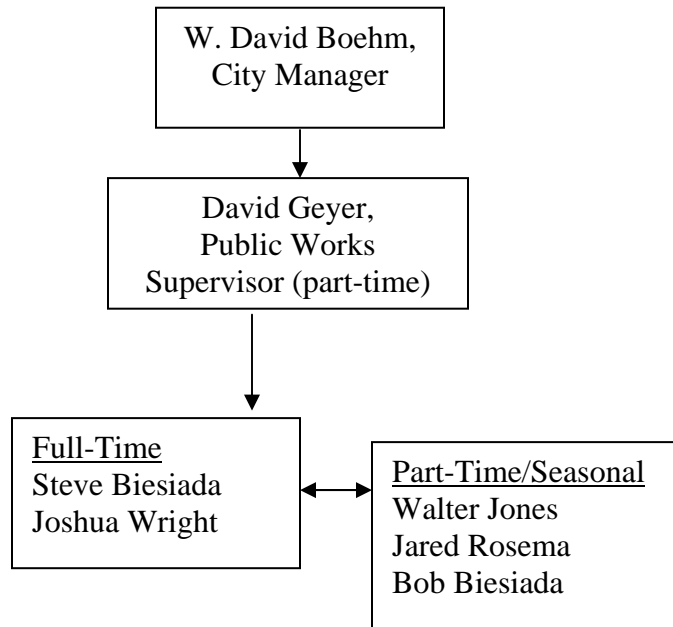 W. David Boehm,
City Manager
David Geyer,
Public Works
Supervisor (part-time)
Full-Time
Steve Biesiada
Joshua Wright
Part-Time/Seasonal
Walter Jones
Jared Rosema
Bob Biesiada